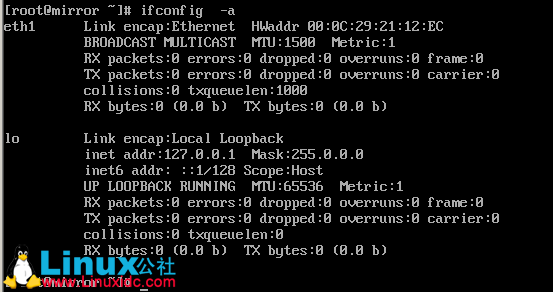 [root@mirror ~]# ifconfig -a
eth1 Link encap:Ethernet HWaddr 00:0C:29:21:12:EC
BROADCAST MULTICAST MTU:1500 Metric:1
RX packets:0 errors:0 dropped:0 overruns:0 frame:0
TX packets:0 errors:0 dropped:0 overruns:0 carrier:0
collisions:0 txqueuelen:1000
RX bytes:0 (0.0 b) TX bytes:0 (0.0 b)
lo Link encap:Local Loopback
inet addr:127.0.0.1 Mask:255.0.0.0
inet6 addr: ::1/128 Scope:Host
UP LOOPBACK RUNNING MTU:65536 Metric:1
RX packets:0 errors:0 dropped:0 overruns:0 frame:0
TX packets:0 errors:0 dropped:0 overruns:0 carrier:0
collisions:0 txqueuelen:0
RX bytes:0 (0.0 b) TX bytes:0 (0.0 b)
Linux公社
www.Linuxidc.com